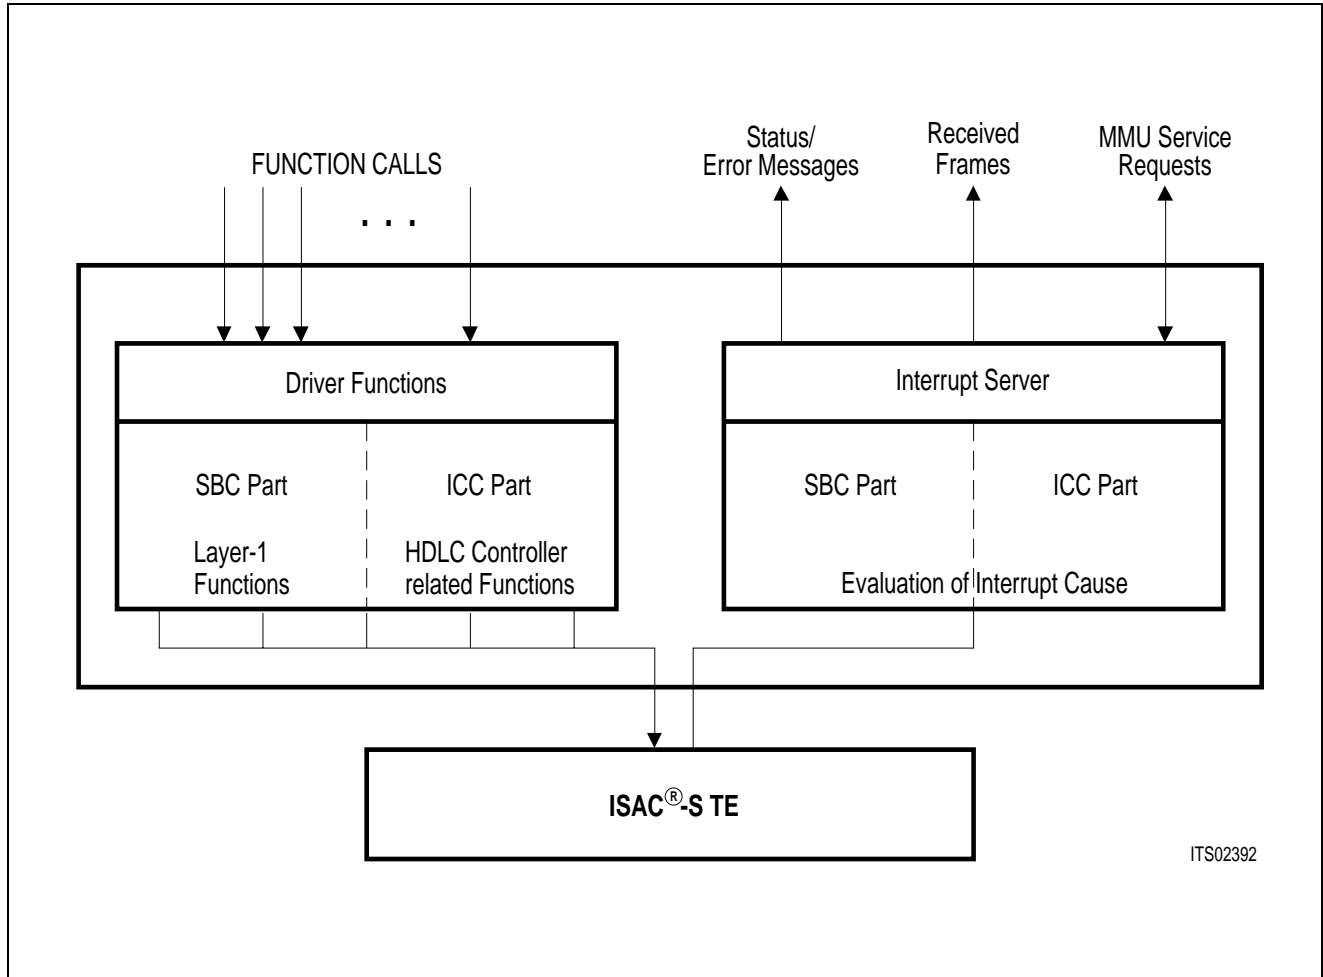 FUNCTION CALLS
. . .
Status/
Error Messages
Received
Frames
MMU Service
Requests
Driver Functions
SBC Part
ICC Part
Layer-1
Functions
HDLC Controller
related Functions
Interrupt Server
SBC Part
ICC Part
Evaluation of Interrupt Cause
ISAC®-S TE
ITS02392